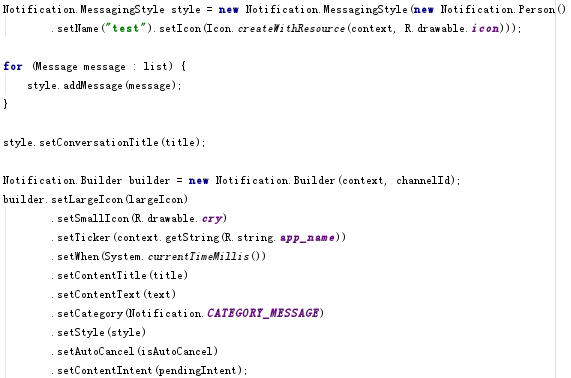 Notification.MessagingStyle style = new Notification.MessagingStyle(new Notification.Person()
.setName("test").setIcon(Icon.createWithResource(context, R.drawable.icon)));
for (Message message : list) {
style.addMessage(message);
}
style.setConversationTitle(title);
Notification.Builder builder = new Notification.Builder(context, channelId);
builder.setLargeIcon(largeIcon)
.setSmallIcon(R.drawable.cry)
.setTicker(context.getString(R.string.app_name))
.setWhen(System.currentTimeMillis())
.setContentTitle(title)
.setContentText(text)
.setCategory(Notification.CATEGORY_MESSAGE)
.setStyle(style)
.setAutoCancel(isAutoCancel)
.setContentIntent(pendingIntent);